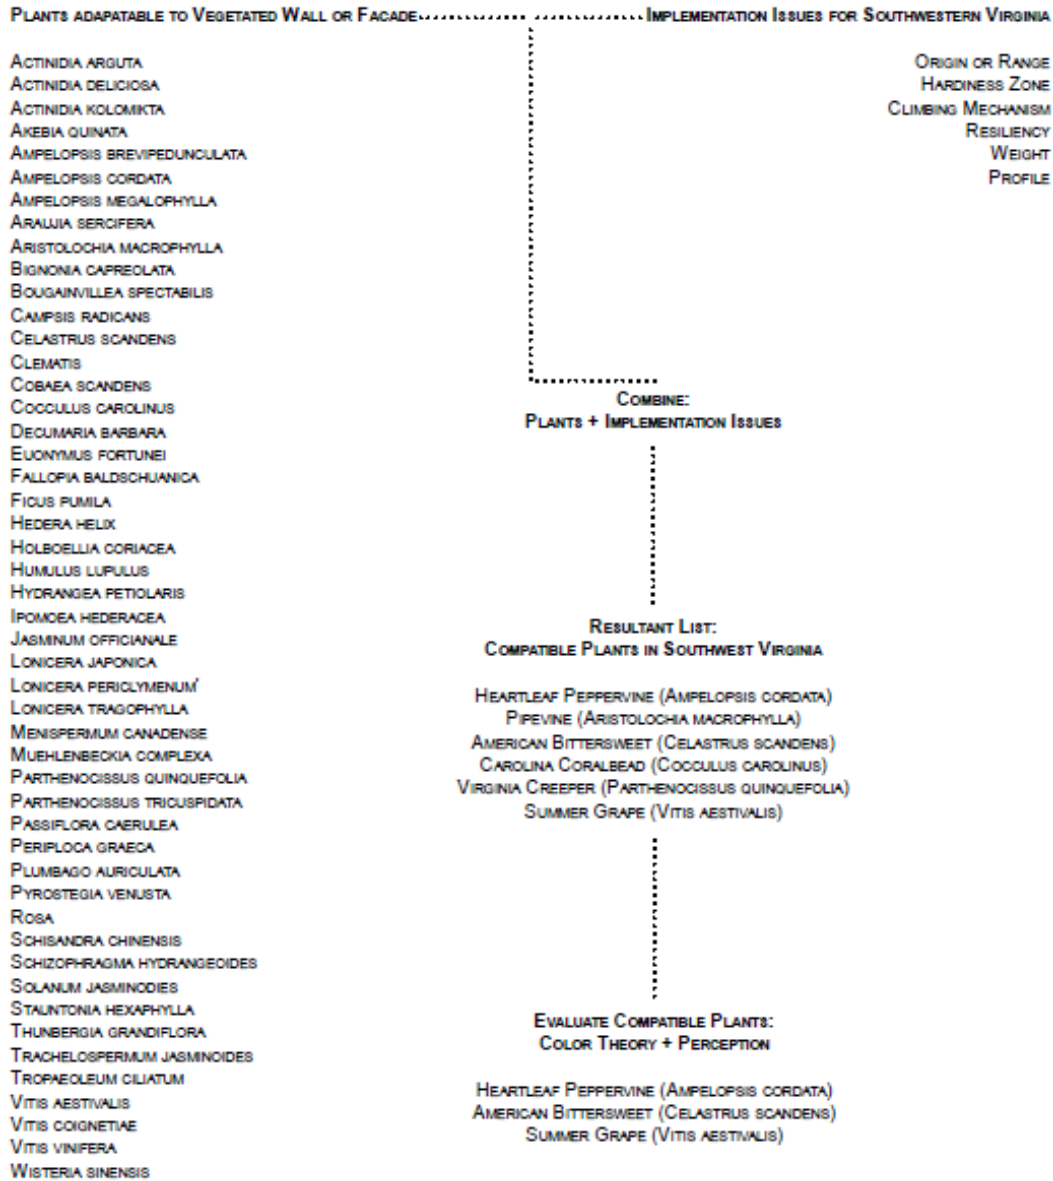 Plants adapatable to Vegetated Wall or Facade
Implementation Issues for Southwestern Virginia
Actinidia arguta
Actinidia deliciosa
Actinidia kolomikta
Akebia quinata
Ampelopsis brevipedunculata
Ampelopsis cordata
Ampelopsis megalophylla
Araujia sercifera
Aristolochia macrophylla
Bignonia capreolata
Bougainvillea spectabilis
Campsis radicans
Celastrus scandens
Clematis
Cobaea scandens
Cocculus carolinus
Decumaria barbara
Euonymus fortunei
Fallopia baldschuanica
Ficus pumila
Hedera helix
Holboellia coriacea
Humulus lupulus
Hydrangea petiolaris
Ipomoea hederacea
Jasminum officianale
Lonicera japonica
Lonicera periclymenum'
Lonicera tragophylla
Menispermum canadense
Muehlenbeckia complexa
Parthenocissus quinquefolia
Parthenocissus tricuspidata
Passiflora caerulea
Periploca graeca
Plumbago auriculata
Pyrostegia venusta
Rosa
Schisandra chinensis
Schizophragma hydrangeoides
Solanum jasminodies
Stauntonia hexaphylla
Thunbergia grandiflora
Trachelospermum jasminoides
Tropaeoleum ciliatum
Vitis aestivalis
Vitis coignetiae
Vitis vinifera
Wisteria sinensis
Origin or Range
Hardiness Zone
Climbing Mechanism
Resiliency
Weight
Profile
Combine:
Plants + Implementation Issues
Resultant List:
Compatible Plants in Southwest Virginia
Heartleaf Peppervine (Ampelopsis cordata)
Pipevine (Aristolochia macrophylla)
American Bittersweet (Celastrus scandens)
Carolina Coralbead (Cocculus carolinus)
Virginia Creeper (Parthenocissus quinquefolia)
Summer Grape (Vitis aestivalis)
Evaluate Compatible Plants:
Color Theory + Perception
Heartleaf Peppervine (Ampelopsis cordata)
American Bittersweet (Celastrus scandens)
Summer Grape (Vitis aestivalis)